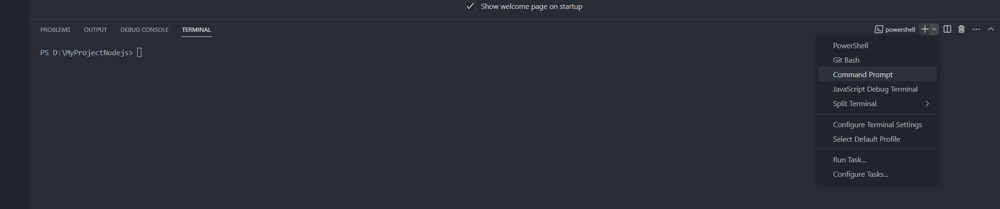 Show welcome page on startup
PROBLEMS OUTPUT DEBUG CONSOLE TERMINAL powershell
PS D:\MyProjectNodejs>
PowerShell
Git Bash
Command Prompt
JavaScript Debug Terminal
Split Terminal
Configure Terminal Settings
Select Default Profile
Run Task...
Configure Tasks...